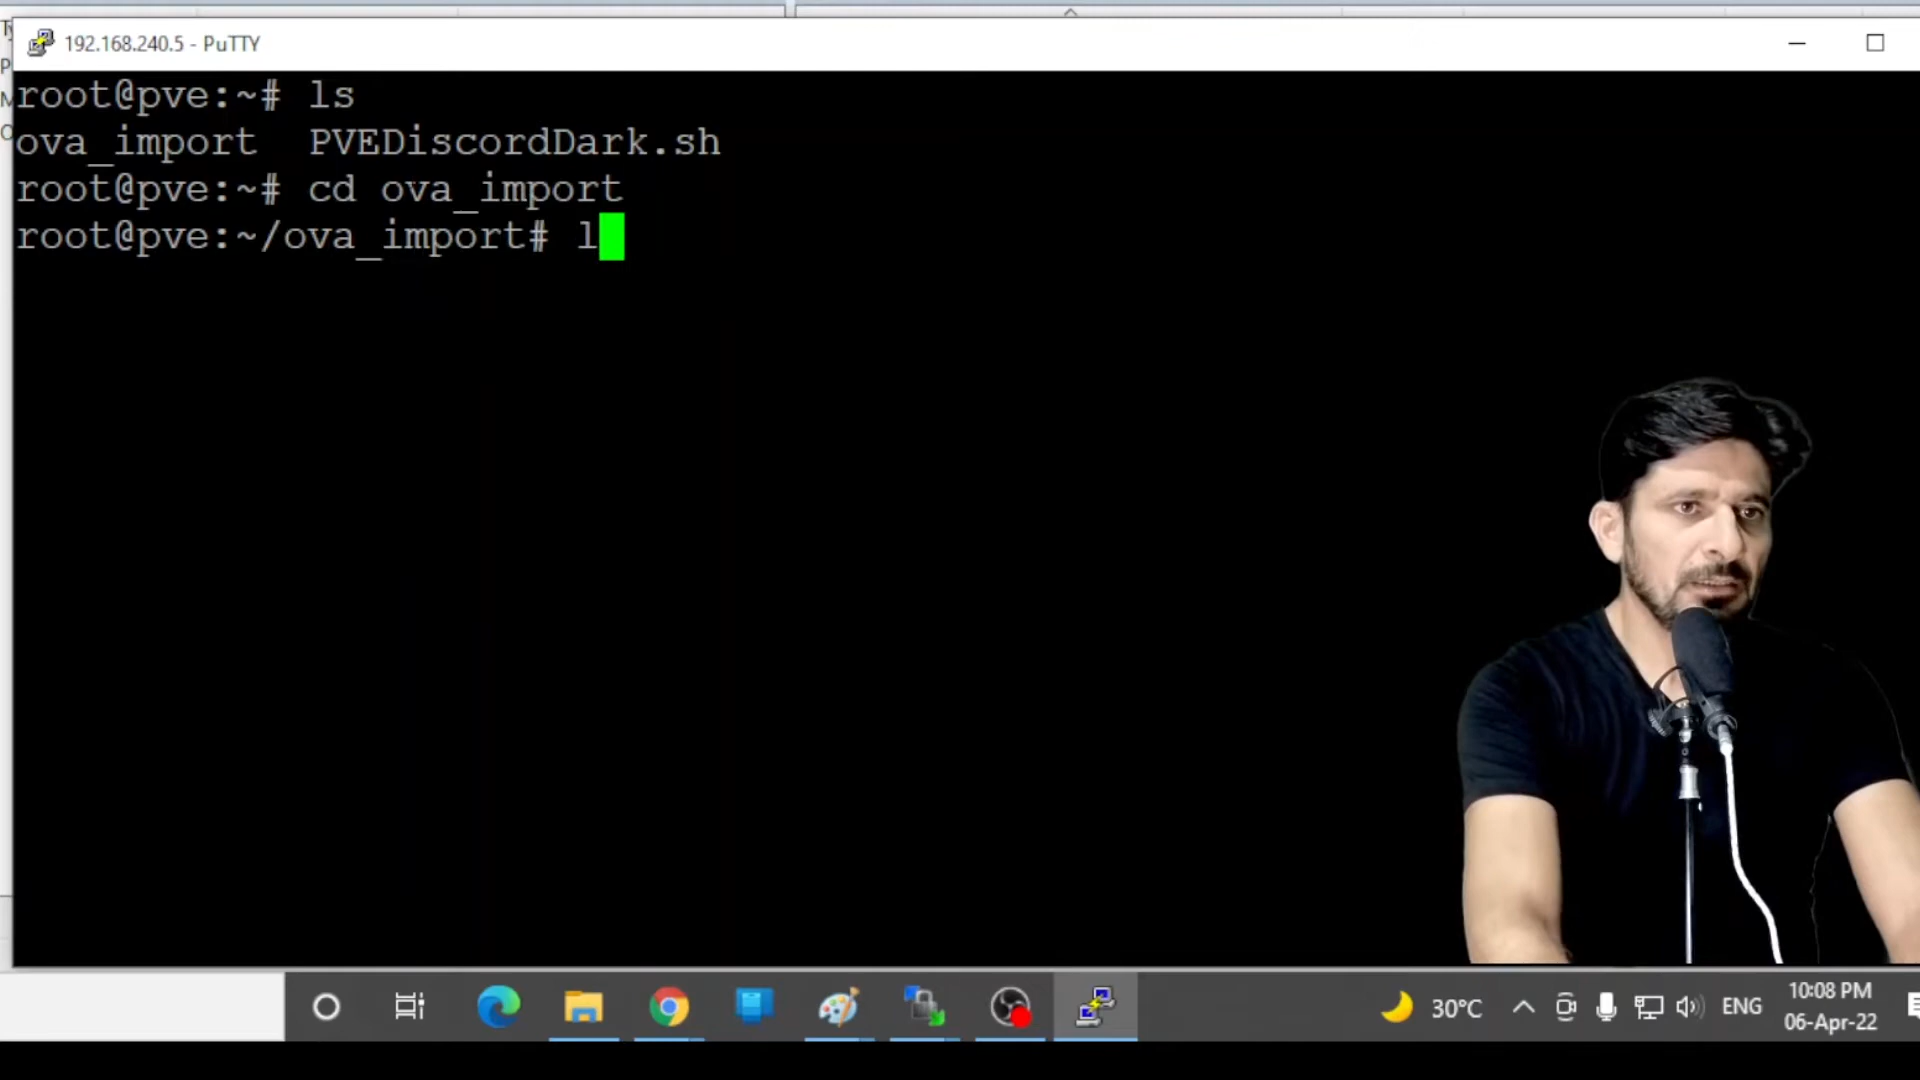 192.168.240.5 - PuTTY
root@pve:~# ls
ova_import  PVEDiscordDark.sh
root@pve:~# cd ova_import
root@pve:~/ova_import# l
30°C
ENG
10:08 PM
06-Apr-22